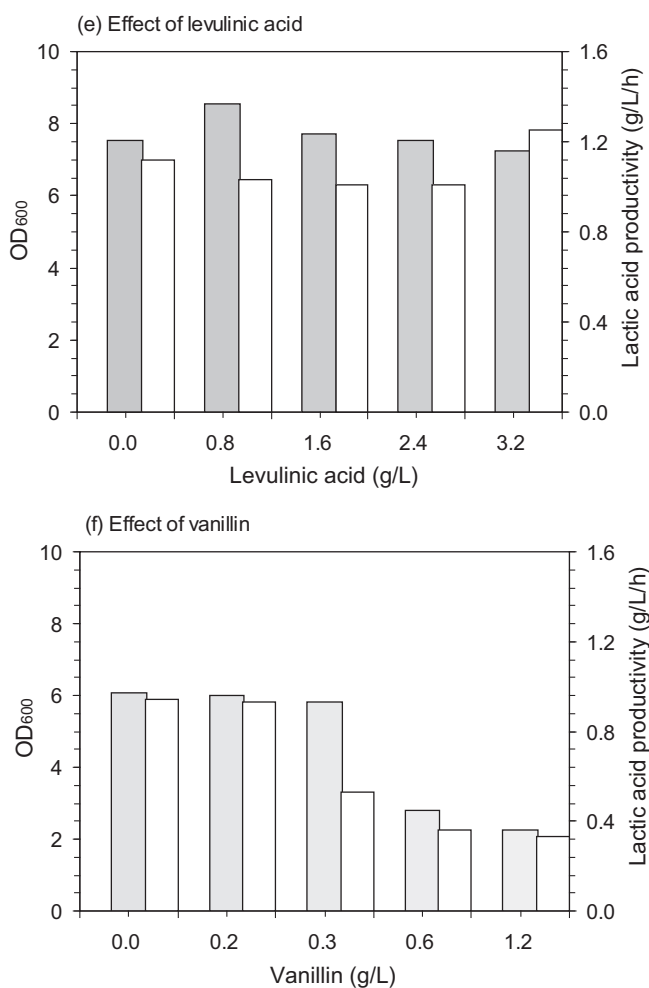 (e) Effect of levulinic acid
10
8
6
4
2
0
OD600
1.6
1.2
0.8
0.4
0.0
Lactic acid productivity (g/L/h)
0.0 0.8 1.6 2.4 3.2
Levulinic acid (g/L)
(f) Effect of vanillin
10
8
6
4
2
0
OD600
1.6
1.2
0.8
0.4
0.0
Lactic acid productivity (g/L/h)
0.0 0.2 0.3 0.6 1.2
Vanillin (g/L)